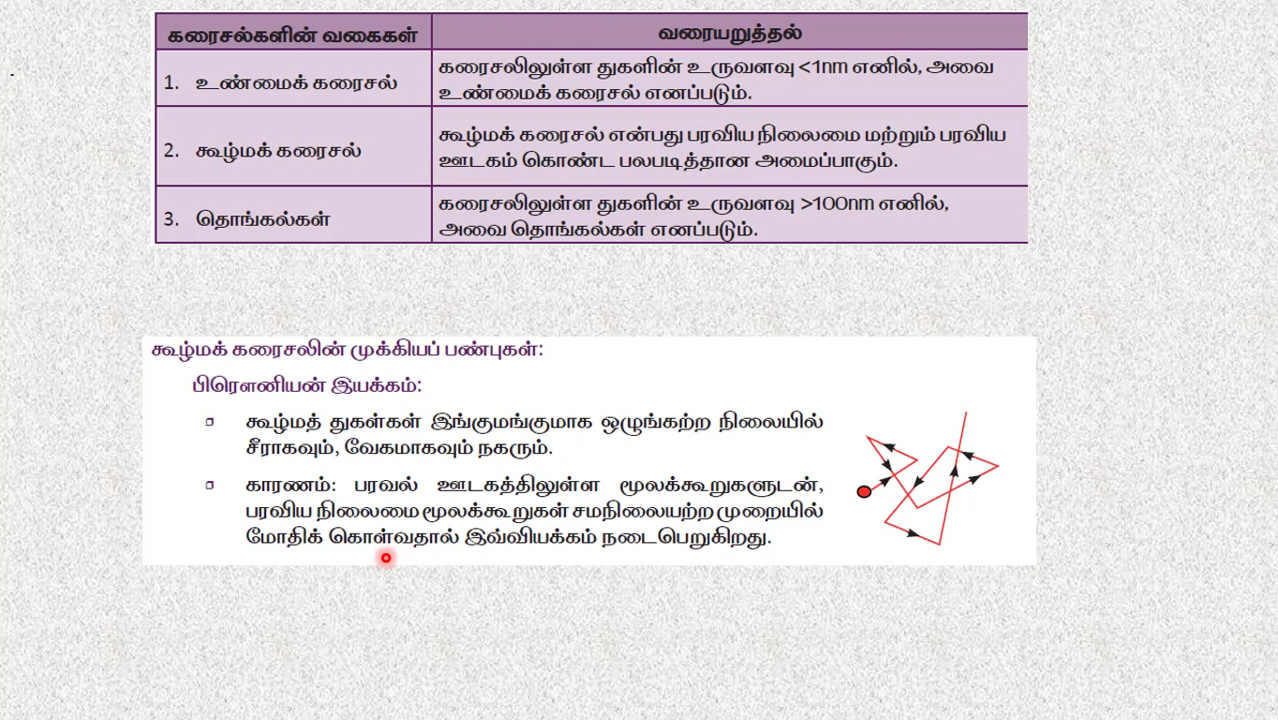 கரைசல்களின் வகைகள்
வரையறுத்தல்
1. உண்மைக் கரைசல்
கரைசலிலுள்ள துகளின் உருவளவு <1nm எனில், அவை
உண்மைக் கரைசல் எனப்படும்.
2. கூழ்மக் கரைசல்
கூழ்மக் கரைசல் என்பது பரவிய நிலைமை மற்றும் பரவிய
ஊடகம் கொண்ட பலபடித்தான அமைப்பாகும்.
3. தொங்கல்கள்
கரைசலிலுள்ள துகளின் உருவளவு >100nm எனில்,
அவை தொங்கல்கள் எனப்படும்.
கூழ்மக் கரைசலின் முக்கியப் பண்புகள்:
பிரௌனியன் இயக்கம்:
கூழ்மத் துகள்கள் இங்குமங்குமாக ஒழுங்கற்ற நிலையில்
சீராகவும், வேகமாகவும் நகரும்.
காரணம்: பரவல் ஊடகத்திலுள்ள மூலக்கூறுகளுடன்,
பரவிய நிலைமை மூலக்கூறுகள் சமநிலையற்ற முறையில்
மோதிக் கொள்வதால் இவ்வியக்கம் நடைபெறுகிறது.